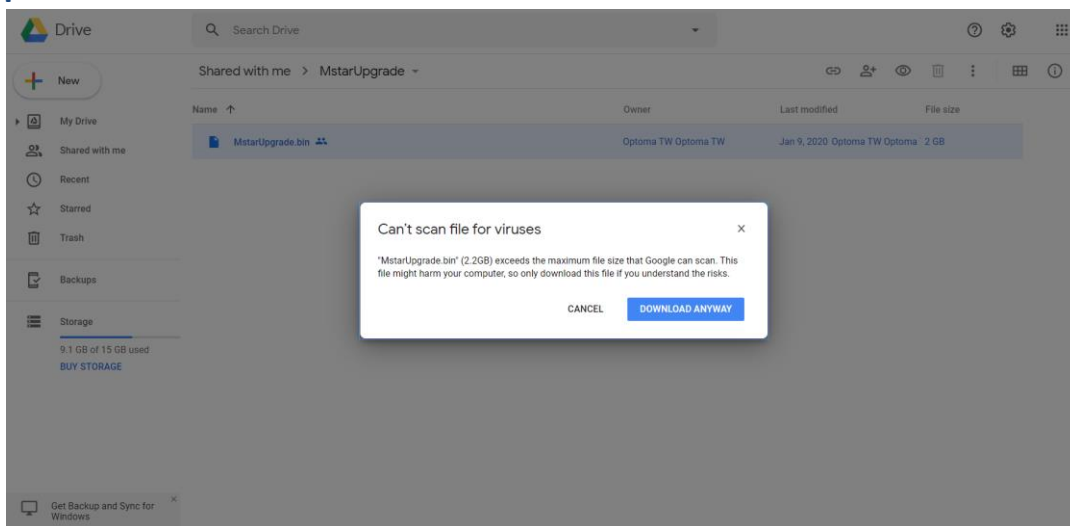 Drive
Search Drive
New
Shared with me > MstarUpgrade
Name ↑ Owner Last modified File size
My Drive
MstarUpgrade.bin Optoma TW Optoma TW Jan 9, 2020 Optoma TW Optoma 2 GB
Shared with me
Recent
Starred
Trash
Backups
Storage
9.1 GB of 15 GB used
BUY STORAGE
Can't scan file for viruses X
"MstarUpgrade.bin" (2.2GB) exceeds the maximum file size that Google can scan. This
file might harm your computer, so only download this file if you understand the risks.
CANCEL DOWNLOAD ANYWAY
Get Backup and Sync for
Windows